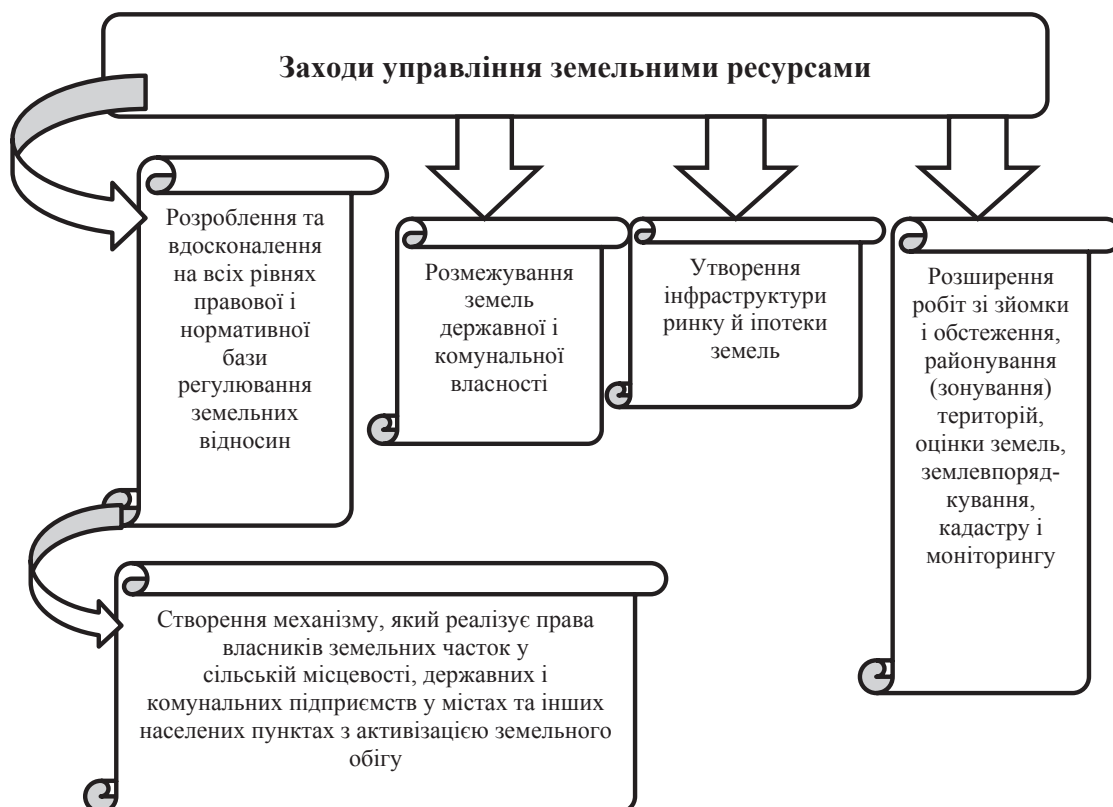 Заходи управління земельними ресурсами
Розроблення та
вдосконалення
на всіх рівнях
правової і
нормативної
бази
регулювання
земельних
відносин
Розмежування
земель
державної і
комунальної
власності
Утворення
інфраструктури
ринку й іпотеки
земель
Розширення
робіт зі зйомки
і обстеження,
районування
(зонування)
територій,
оцінки земель,
землевпоряд-
кування,
кадастру і
моніторингу
Створення механізму, який реалізує права
власників земельних часток у
сільській місцевості, державних і
комунальних підприємств у містах та інших
населених пунктах з активізацією земельного
обігу